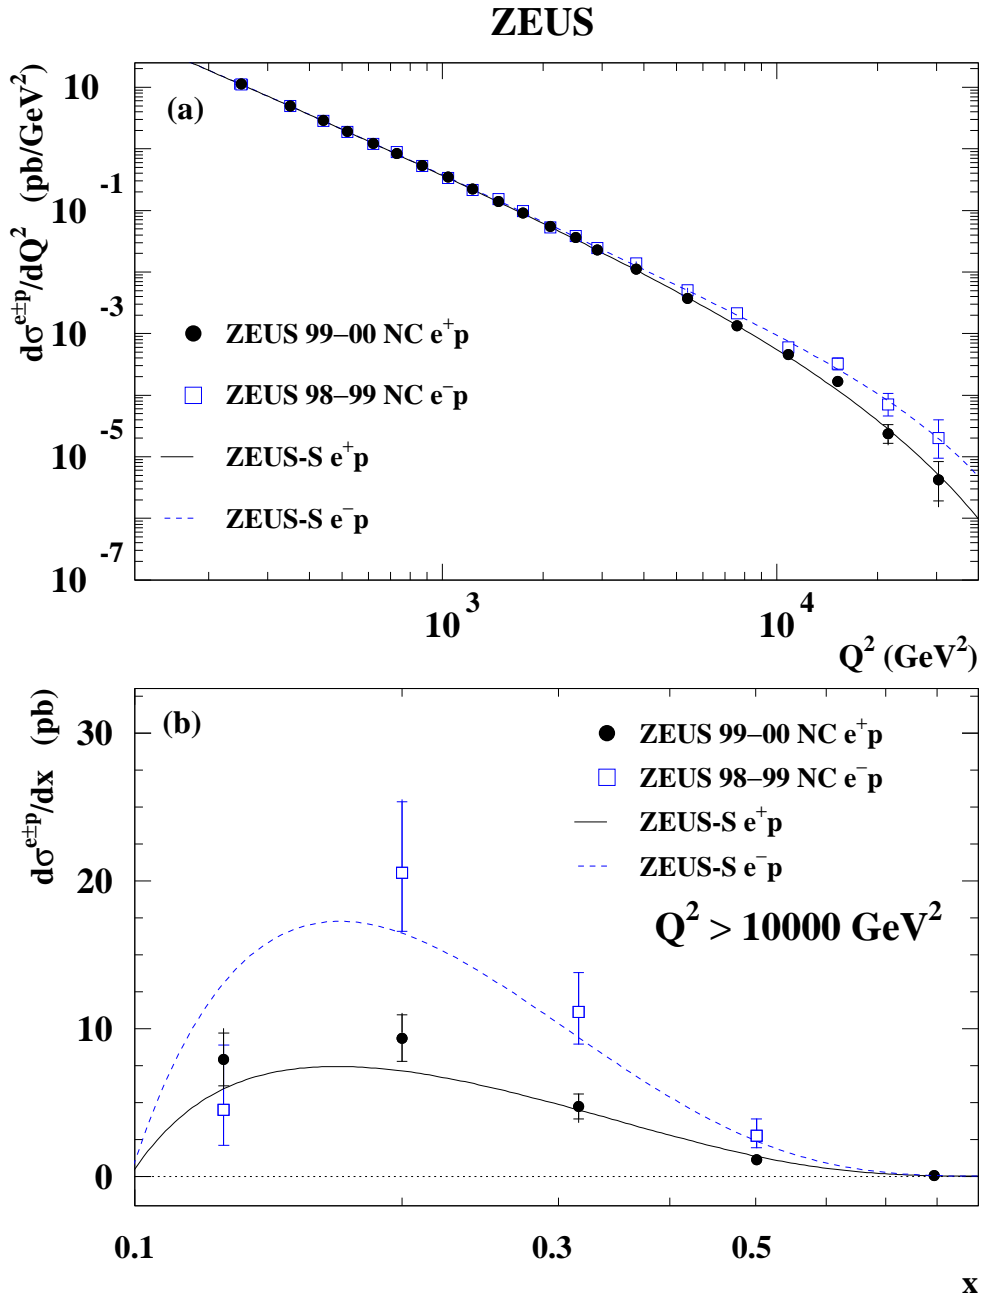 ZEUS
(a)
dσ^{e±p}/dQ² (pb/GeV²)
10
10^{-1}
10^{-3}
10^{-5}
10^{-7}
ZEUS 99–00 NC e⁺p
ZEUS 98–99 NC e⁻p
ZEUS-S e⁺p
ZEUS-S e⁻p
10³
10⁴
Q² (GeV²)
(b)
dσ^{e±p}/dx (pb)
30
20
10
0
ZEUS 99–00 NC e⁺p
ZEUS 98–99 NC e⁻p
ZEUS-S e⁺p
ZEUS-S e⁻p
Q² > 10000 GeV²
0.1
0.3
0.5
x